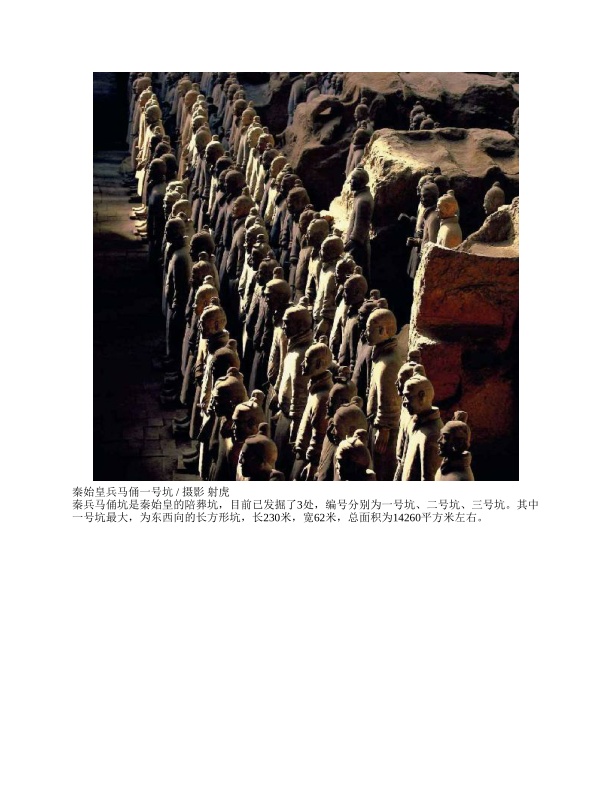 秦始皇兵马俑一号坑 / 摄影 射虎
秦兵马俑坑是秦始皇的陪葬坑，目前已发掘了3处，编号分别为一号坑、二号坑、三号坑。其中
一号坑最大，为东西向的长方形坑，长230米，宽62米，总面积为14260平方米左右。